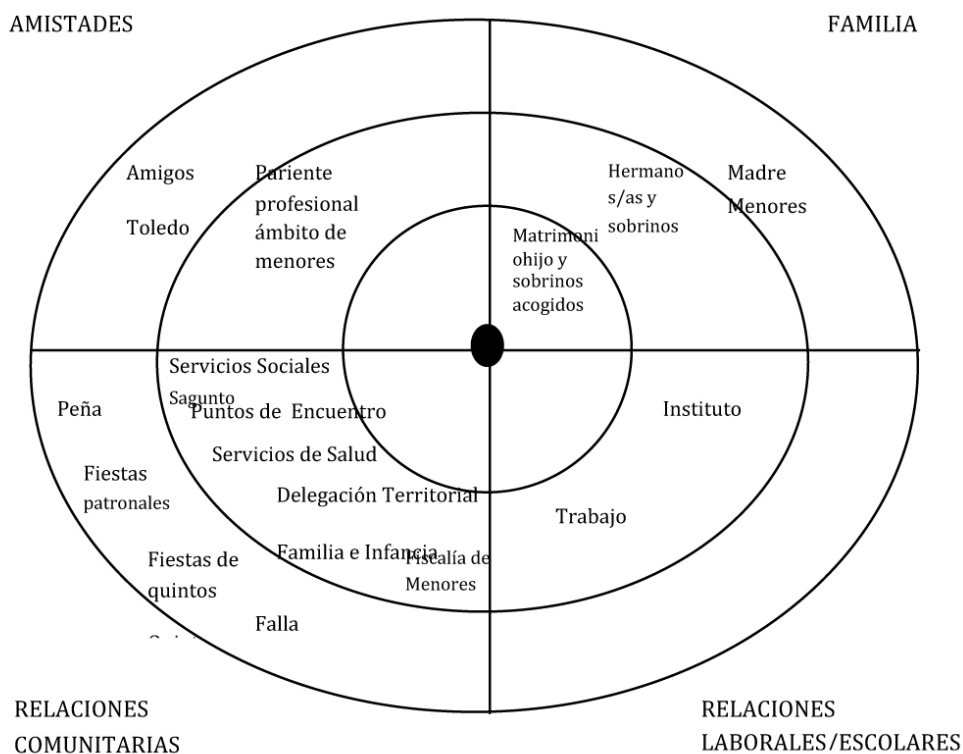 AMISTADES
FAMILIA
Amigos
Toledo
Pariente
profesional
ámbito de
menores
Hermano
s/as y
sobrinos
Madre
Menores
Matrimoni
ohijo y
sobrinos
acogidos
Servicios Sociales
Sagunto
Puntos de Encuentro
Servicios de Salud
Delegación Territorial
Familia e Infancia
Fiscalía de
Menores
Peña
Fiestas
patronales
Fiestas de
quintos
Falla
Instituto
Trabajo
RELACIONES
COMUNITARIAS
RELACIONES
LABORALES/ESCOLARES